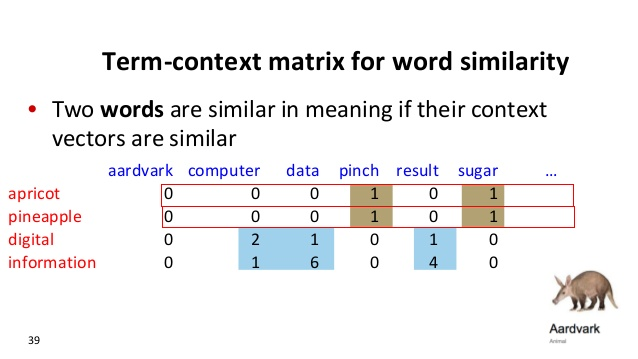 Term-context matrix for word similarity
• Two words are similar in meaning if their context
vectors are similar
aardvark computer data pinch result sugar …
apricot 0 0 0 1 0 1
pineapple 0 0 0 1 0 1
digital 0 2 1 0 1 0
information 0 1 6 0 4 0
Aardvark
Animal
39